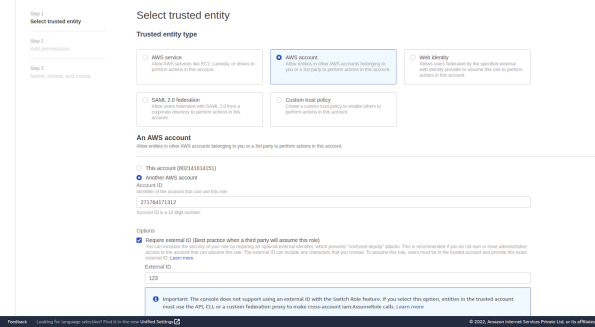 Step 1
Select trusted entity
Step 2
Add permissions
Step 3
Name, review, and create
Select trusted entity
Trusted entity type
AWS service
Allow AWS services like EC2, Lambda, or others to
perform actions in this account.
AWS account
Allow entities in other AWS accounts belonging to
you or a 3rd party to perform actions in this account.
Web identity
Allows users federated by the specified external
web identity provider to assume this role to perform
actions in this account.
SAML 2.0 federation
Allow users federated with SAML 2.0 from a
corporate directory to perform actions in this
account.
Custom trust policy
Create a custom trust policy to enable others to
perform actions in this account.
An AWS account
Allow entities in other AWS accounts belonging to you or a 3rd party to perform actions in this account.
This account (802141614151)
Another AWS account
Account ID
Identifier of the account that can use this role
271764171312
Account ID is a 12-digit number.
Options
Require external ID (Best practice when a third party will assume this role)
You can increase the security of your role by requiring an optional external identifier, which prevents "confused deputy" attacks. This is recommended if you do not own or have administrative
access to the account that can assume this role. The external ID can include any characters that you choose. To assume this role, users must be in the trusted account and provide this exact
external ID. Learn more
External ID
123
Important: The console does not support using an external ID with the Switch Role feature. If you select this option, entities in the trusted account
must use the API, CLI, or a custom federation proxy to make cross-account iam:AssumeRole calls. Learn more
Feedback Looking for language selection? Find it in the new Unified Settings © 2022, Amazon Internet Services Private Ltd. or its affiliates.